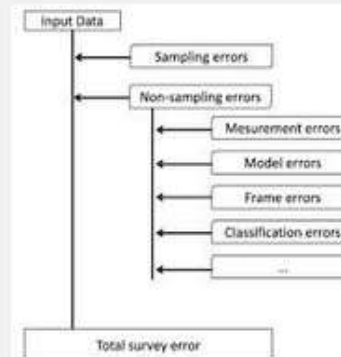 Input Data
Sampling errors
Non-sampling errors
Mesurement errors
Model errors
Frame errors
Classification errors
...
Total survey error